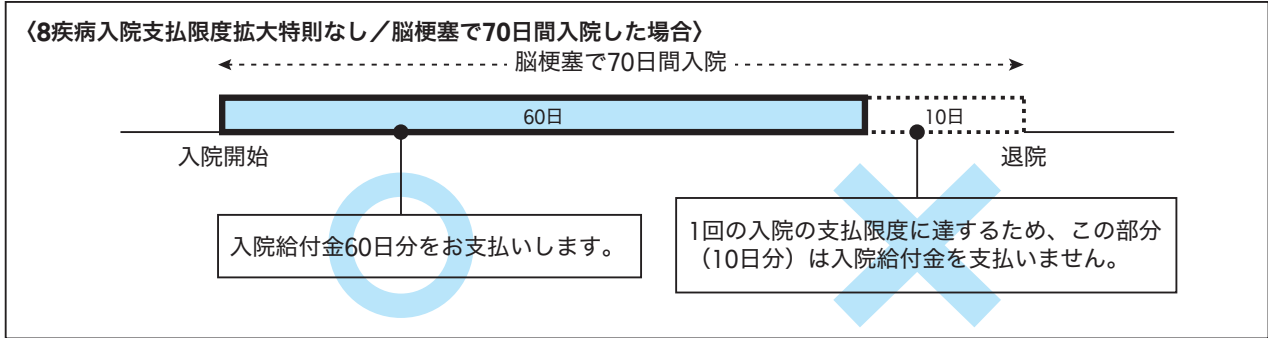 〈8疾病入院支払限度拡大特則なし／脳梗塞で70日間入院した場合〉
脳梗塞で70日間入院
60日
10日
入院開始
退院
入院給付金60日分をお支払いします。
1回の入院の支払限度に達するため、この部分
（10日分）は入院給付金を支払いません。